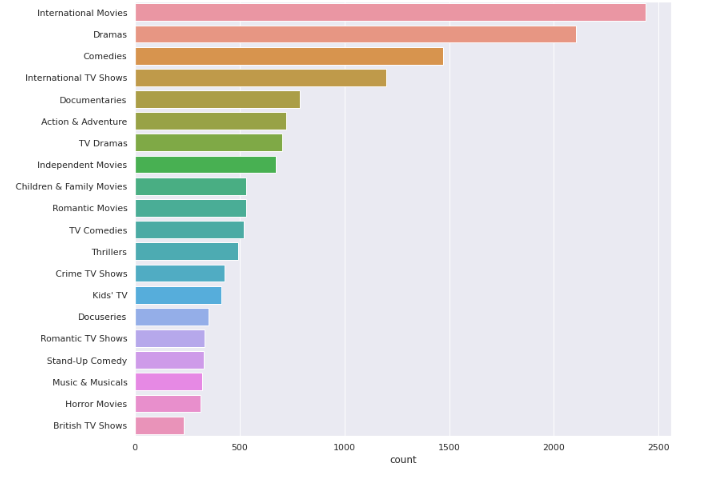 International Movies
Dramas
Comedies
International TV Shows
Documentaries
Action & Adventure
TV Dramas
Independent Movies
Children & Family Movies
Romantic Movies
TV Comedies
Thrillers
Crime TV Shows
Kids' TV
Docuseries
Romantic TV Shows
Stand-Up Comedy
Music & Musicals
Horror Movies
British TV Shows
0 500 1000 1500 2000 2500
count